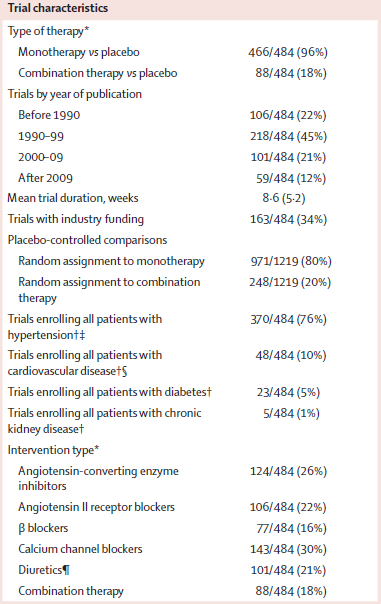 Trial characteristics
Type of therapy*
Monotherapy vs placebo 466/484 (96%)
Combination therapy vs placebo 88/484 (18%)
Trials by year of publication
Before 1990 106/484 (22%)
1990–99 218/484 (45%)
2000–09 101/484 (21%)
After 2009 59/484 (12%)
Mean trial duration, weeks 8·6 (5·2)
Trials with industry funding 163/484 (34%)
Placebo-controlled comparisons
Random assignment to monotherapy 971/1219 (80%)
Random assignment to combination 248/1219 (20%)
therapy
Trials enrolling all patients with 370/484 (76%)
hypertension†‡
Trials enrolling all patients with 48/484 (10%)
cardiovascular disease†§
Trials enrolling all patients with diabetes† 23/484 (5%)
Trials enrolling all patients with chronic 5/484 (1%)
kidney disease†
Intervention type*
Angiotensin-converting enzyme 124/484 (26%)
inhibitors
Angiotensin II receptor blockers 106/484 (22%)
β blockers 77/484 (16%)
Calcium channel blockers 143/484 (30%)
Diuretics¶ 101/484 (21%)
Combination therapy 88/484 (18%)